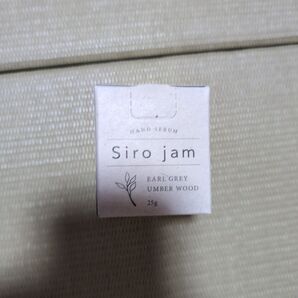 HAND SERUM
Siro jam
EARL GREY
UMBER WOOD
25g